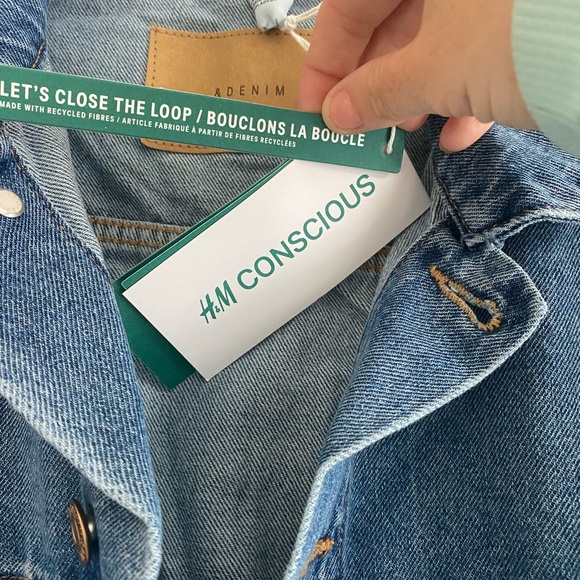 & DENIM
LET'S CLOSE THE LOOP / BOUCLONS LA BOUCLE
MADE WITH RECYCLED FIBRES / ARTICLE FABRIQUÉ À PARTIR DE FIBRES RECYCLÉES
H&M CONSCIOUS